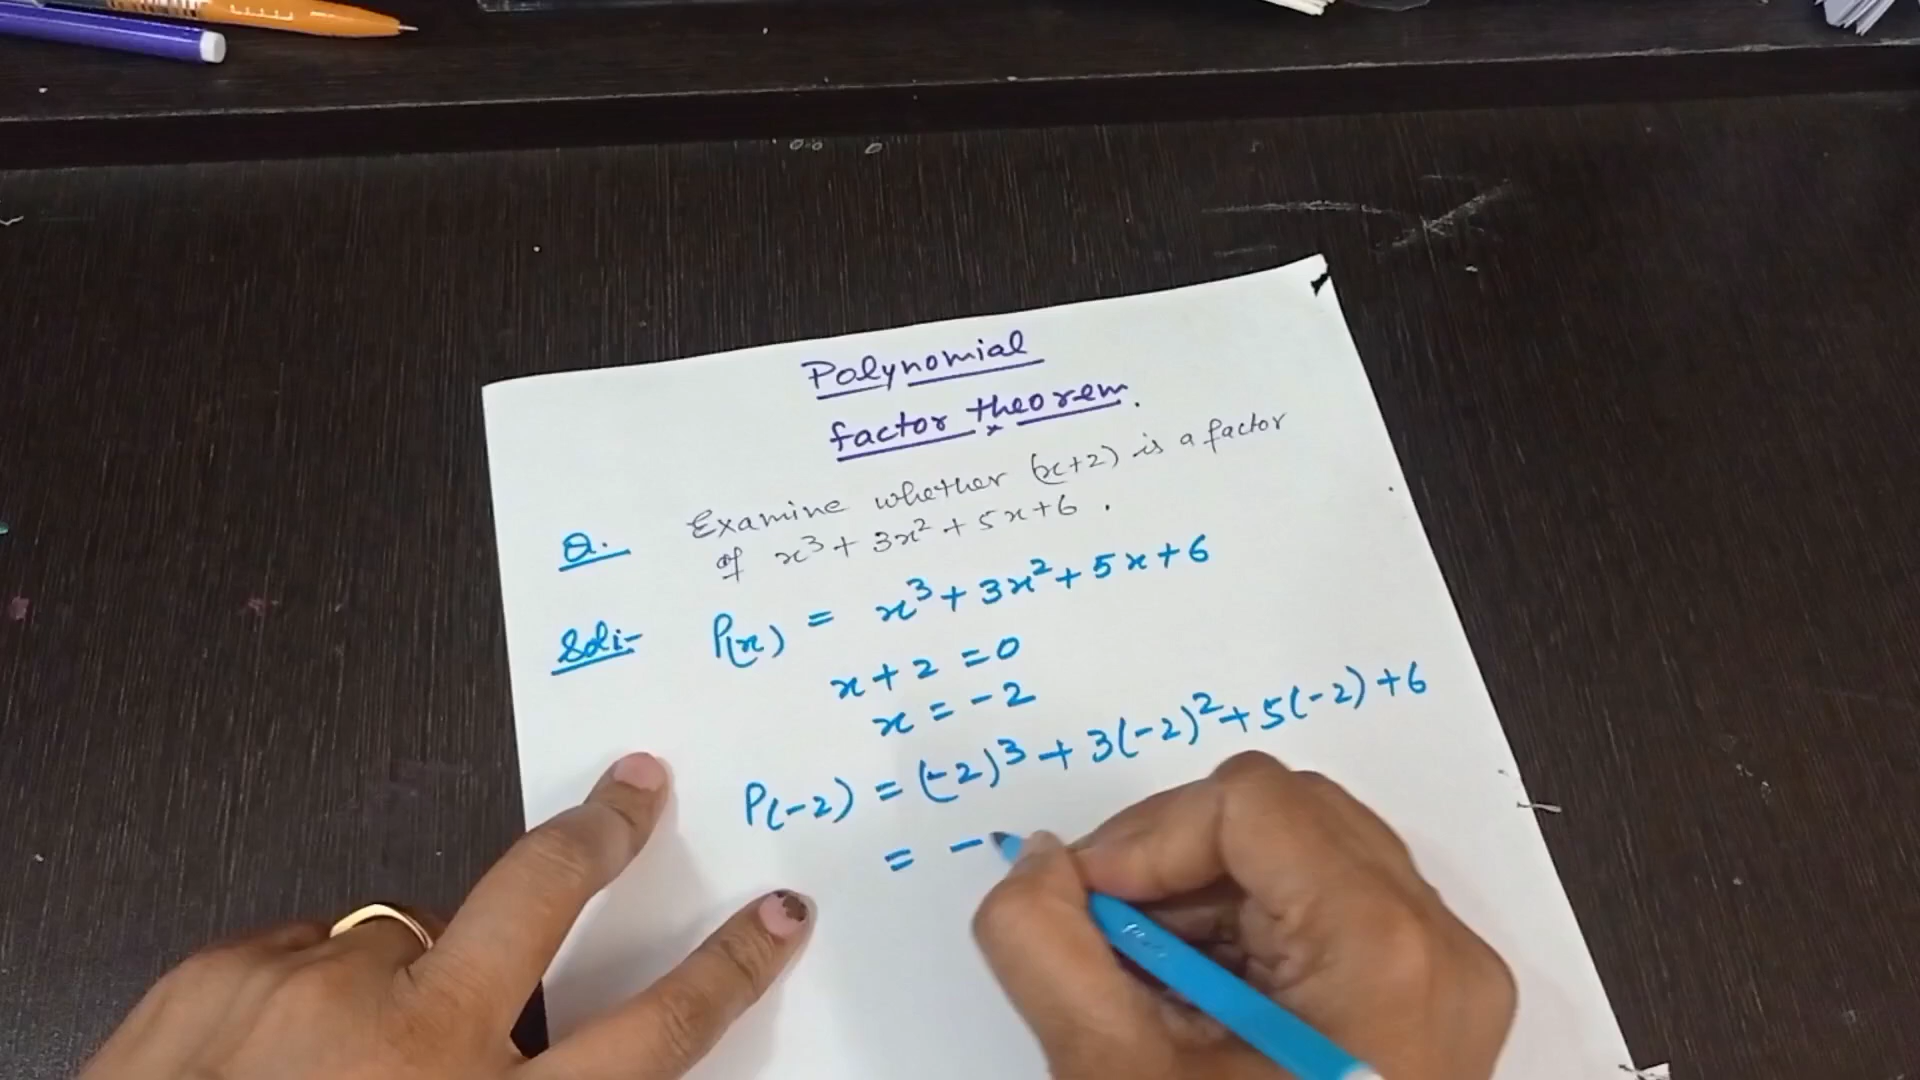 Polynomial
factor theorem.
Q. Examine whether (x+2) is a factor
of x³ + 3x² + 5x+6 .
Sol:- P(x) = x³ + 3x² + 5x + 6
x + 2 = 0
x = -2
P(-2) = (-2)³ + 3(-2)² + 5(-2) + 6
= -